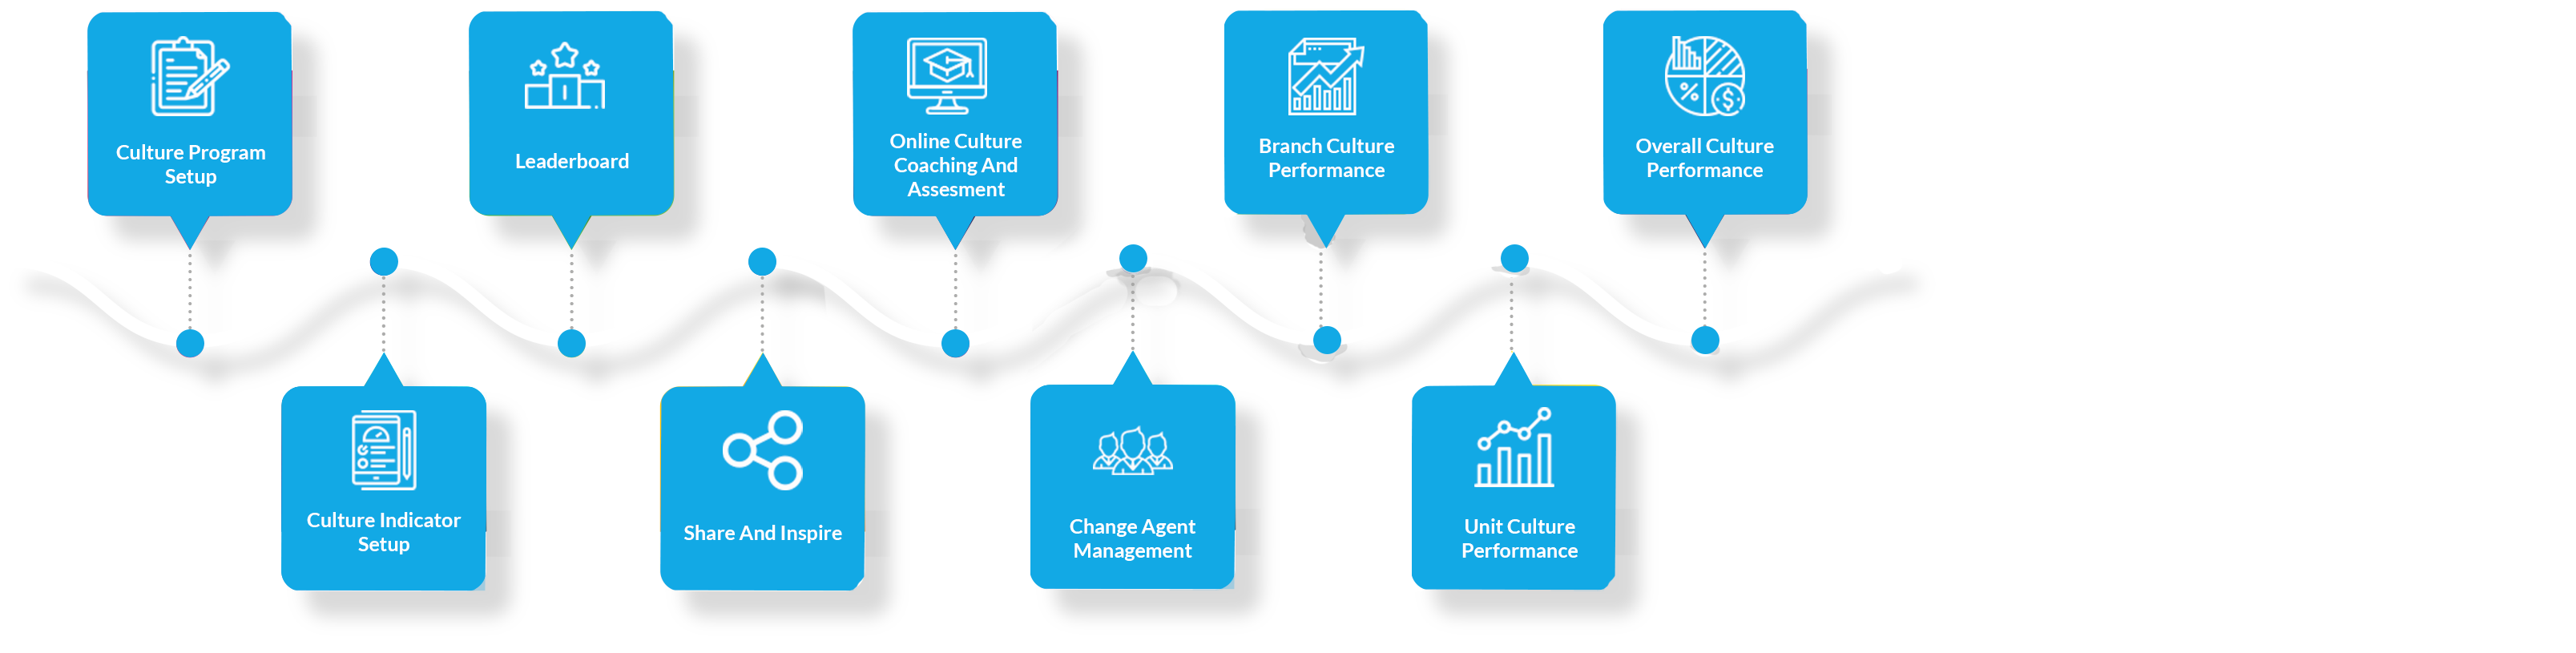 Culture Program
Setup
Culture Indicator
Setup
Leaderboard
Share And Inspire
Online Culture
Coaching And
Assesment
Change Agent
Management
Branch Culture
Performance
Unit Culture
Performance
Overall Culture
Performance